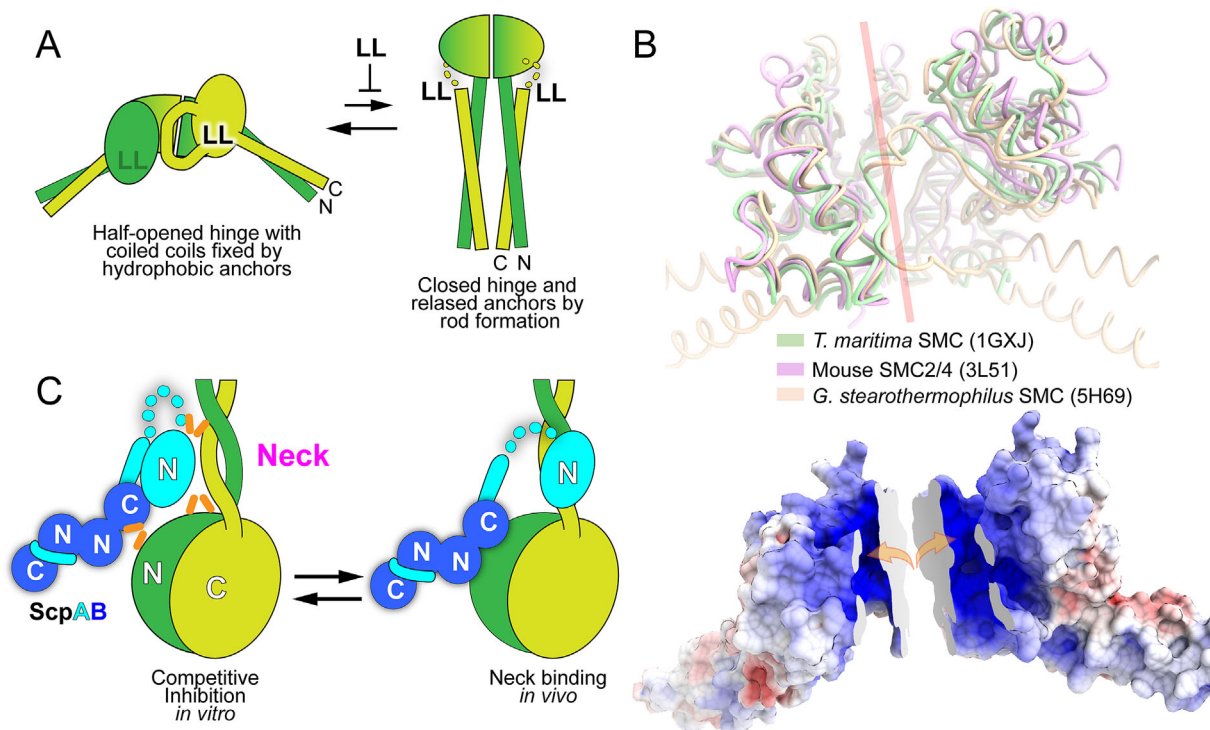 A
LL
LL
LL
C
N
Half-opened hinge with
coiled coils fixed by
hydrophobic anchors
LL
LL
C N
Closed hinge and
relased anchors by
rod formation
B
T. maritima SMC (1GXJ)
Mouse SMC2/4 (3L51)
G. stearothermophilus SMC (5H69)
C
N
C
N
N
C
ScpAB
Neck
N
C
Competitive
Inhibition
in vitro
N
C
N
N
C
Neck binding
in vivo